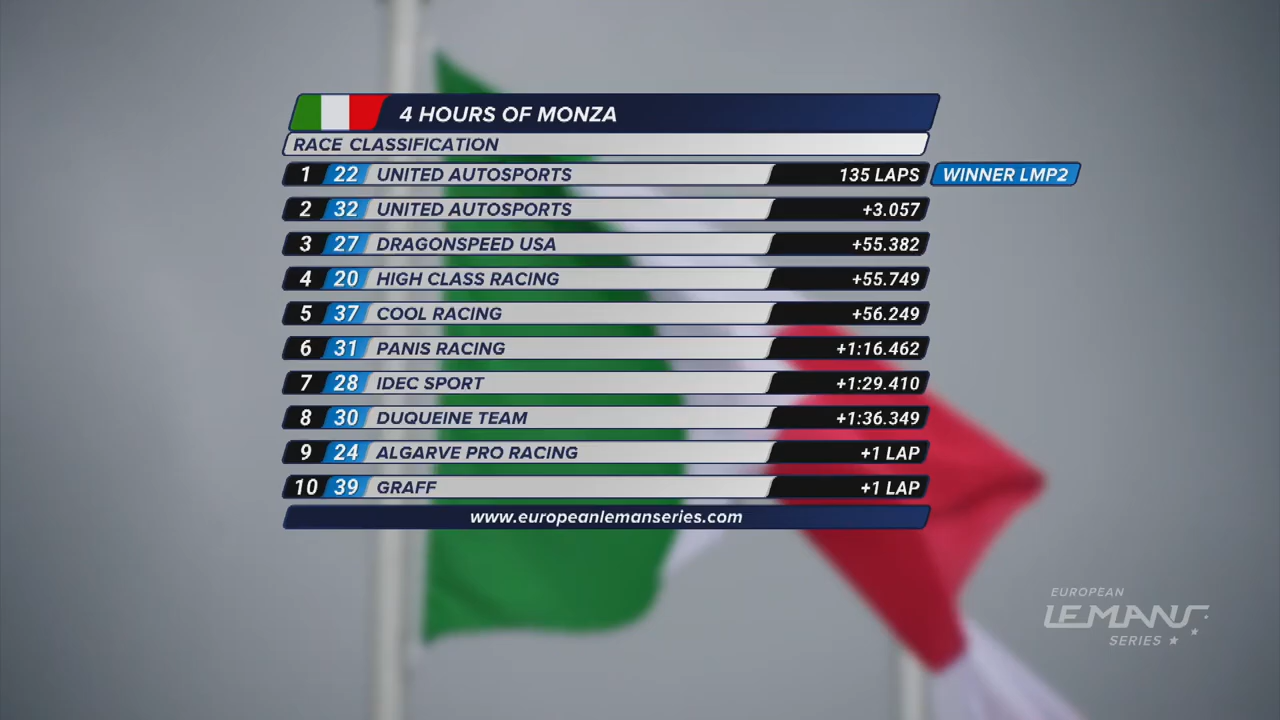 4 HOURS OF MONZA
RACE CLASSIFICATION
1 22 UNITED AUTOSPORTS 135 LAPS WINNER LMP2
2 32 UNITED AUTOSPORTS +3.057
3 27 DRAGONSPEED USA +55.382
4 20 HIGH CLASS RACING +55.749
5 37 COOL RACING +56.249
6 31 PANIS RACING +1:16.462
7 28 IDEC SPORT +1:29.410
8 30 DUQUEINE TEAM +1:36.349
9 24 ALGARVE PRO RACING +1 LAP
10 39 GRAFF +1 LAP
www.europeanlemanseries.com
EUROPEAN
LEMANS
SERIES